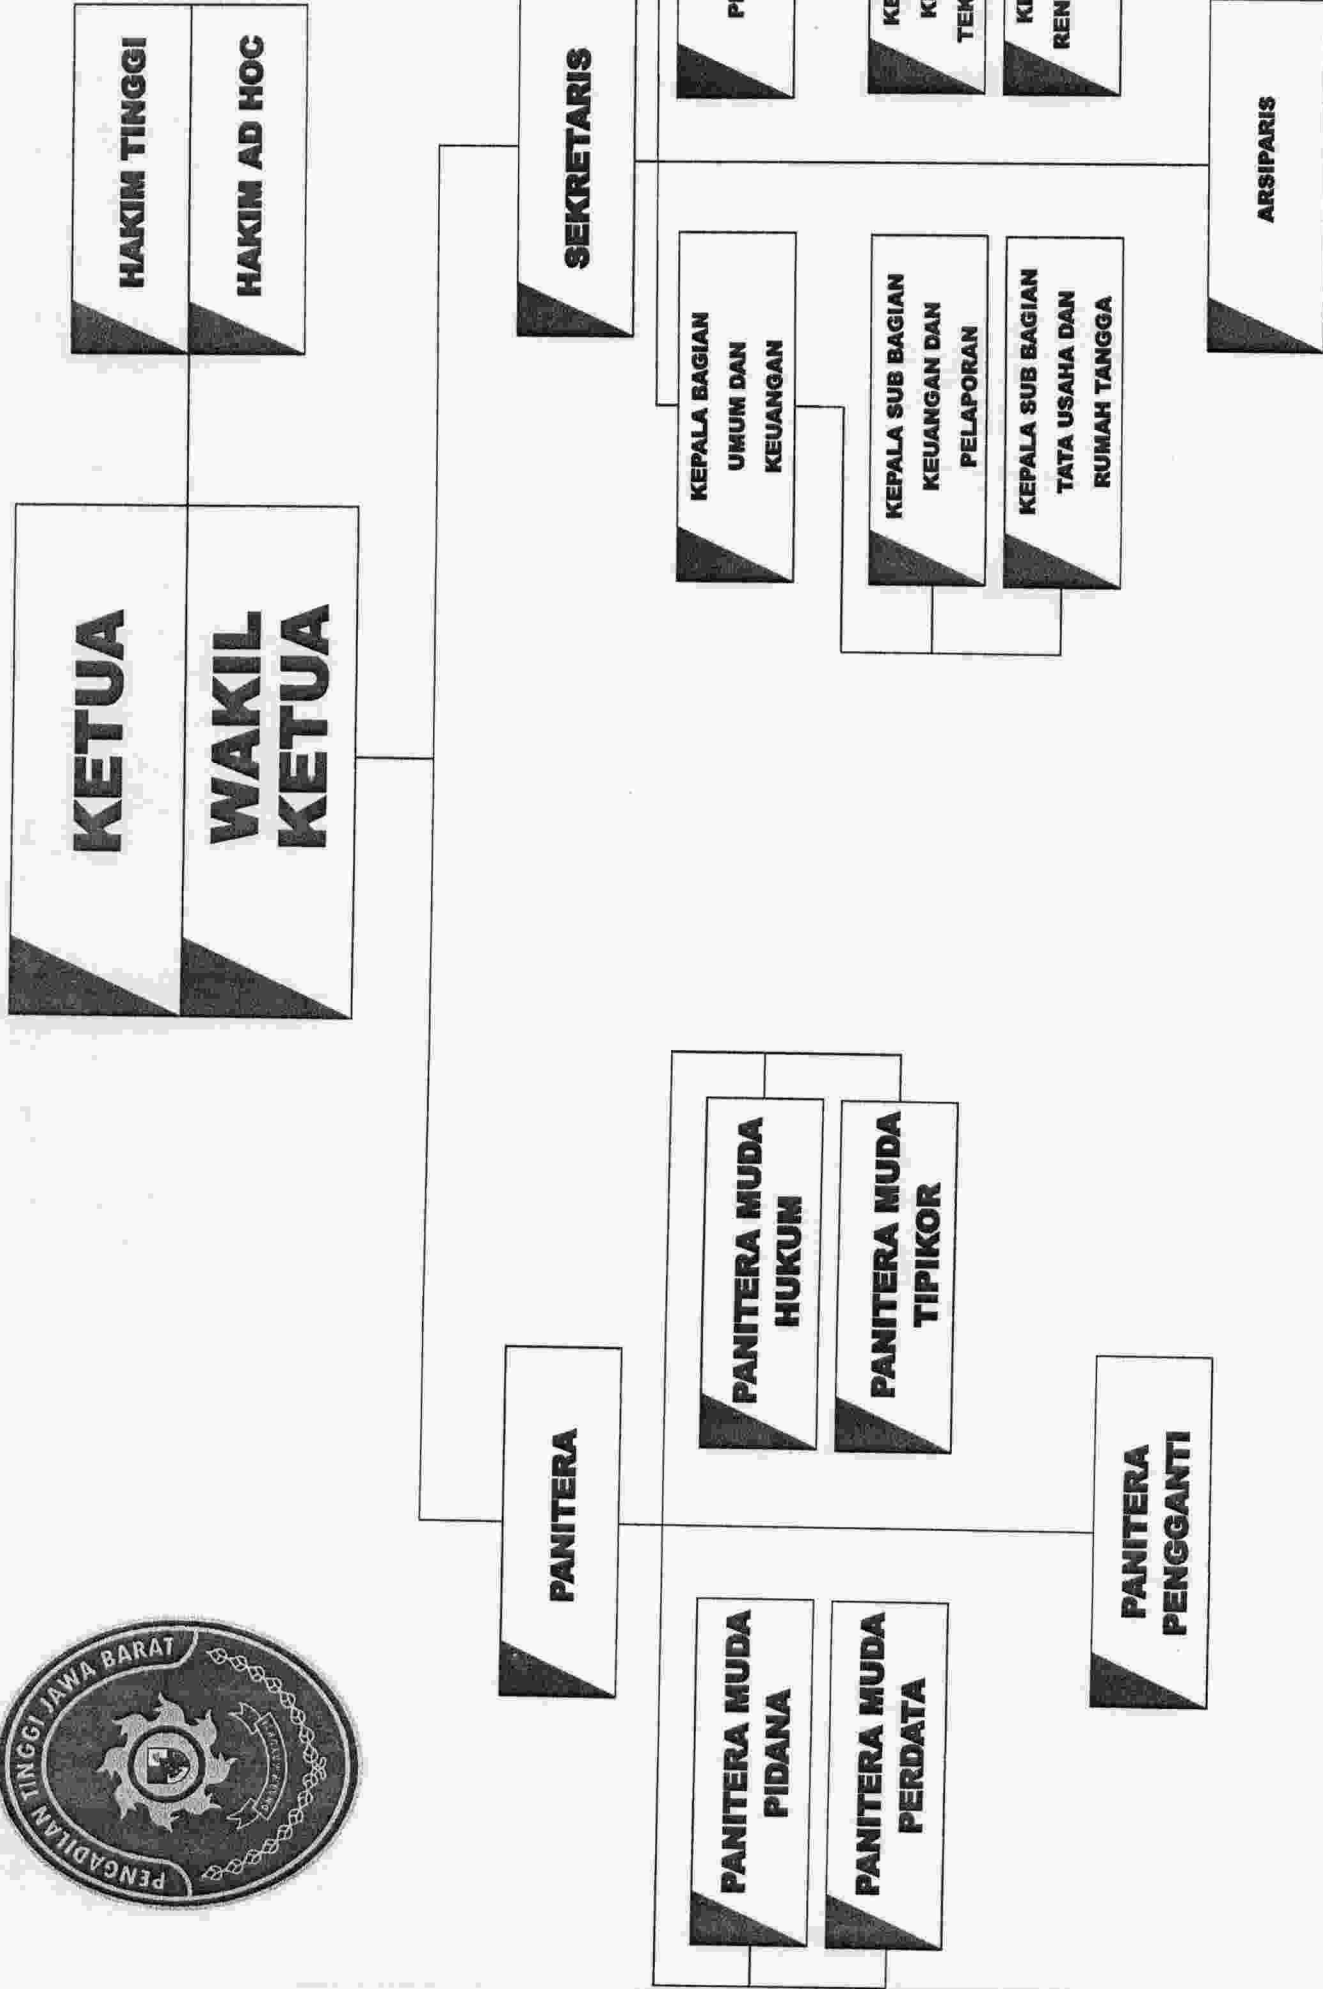 PENGADILAN TINGGI JAWA BARAT
KETUA
WAKIL
KETUA
HAKIM TINGGI
HAKIM AD HOC
PANITERA
SEKRETARIS
PANITERA MUDA
PIDANA
PANITERA MUDA
PERDATA
PANITERA MUDA
HUKUM
PANITERA MUDA
TIPIKOR
PANITERA
PENGGANTI
KEPALA BAGIAN
UMUM DAN
KEUANGAN
KEPALA SUB BAGIAN
KEUANGAN DAN
PELAPORAN
KEPALA SUB BAGIAN
TATA USAHA DAN
RUMAH TANGGA
ARSIPARIS